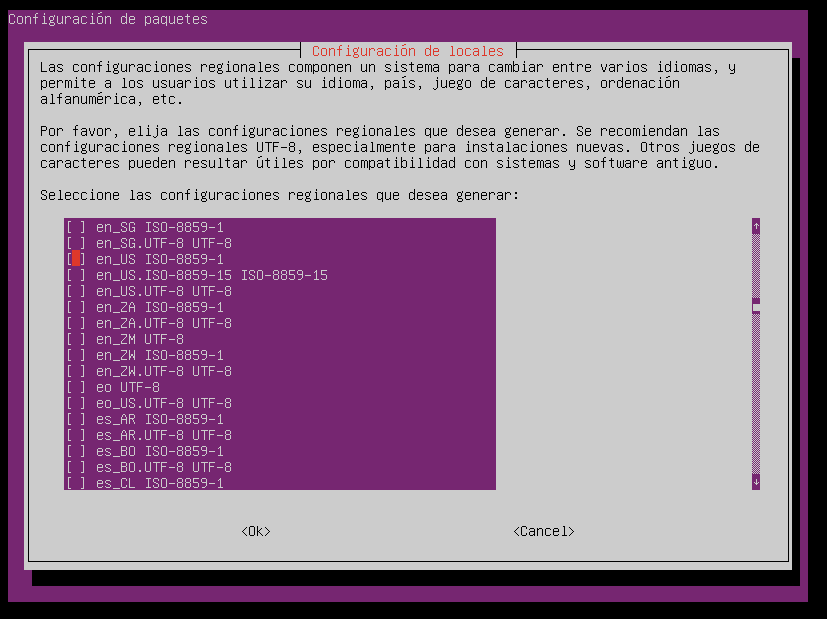 Configuración de paquetes
Configuración de locales
Las configuraciones regionales componen un sistema para cambiar entre varios idiomas, y
permite a los usuarios utilizar su idioma, país, juego de caracteres, ordenación
alfanumérica, etc.
Por favor, elija las configuraciones regionales que desea generar. Se recomiendan las
configuraciones regionales UTF-8, especialmente para instalaciones nuevas. Otros juegos de
caracteres pueden resultar útiles por compatibilidad con sistemas y software antiguo.
Seleccione las configuraciones regionales que desea generar:
[ ] en_SG ISO-8859-1
[ ] en_SG.UTF-8 UTF-8
[ ] en_US ISO-8859-1
[ ] en_US.ISO-8859-15 ISO-8859-15
[ ] en_US.UTF-8 UTF-8
[ ] en_ZA ISO-8859-1
[ ] en_ZA.UTF-8 UTF-8
[ ] en_ZM UTF-8
[ ] en_ZW ISO-8859-1
[ ] en_ZW.UTF-8 UTF-8
[ ] eo UTF-8
[ ] eo_US.UTF-8 UTF-8
[ ] es_AR ISO-8859-1
[ ] es_AR.UTF-8 UTF-8
[ ] es_BO ISO-8859-1
[ ] es_BO.UTF-8 UTF-8
[ ] es_CL ISO-8859-1
<Ok> <Cancel>